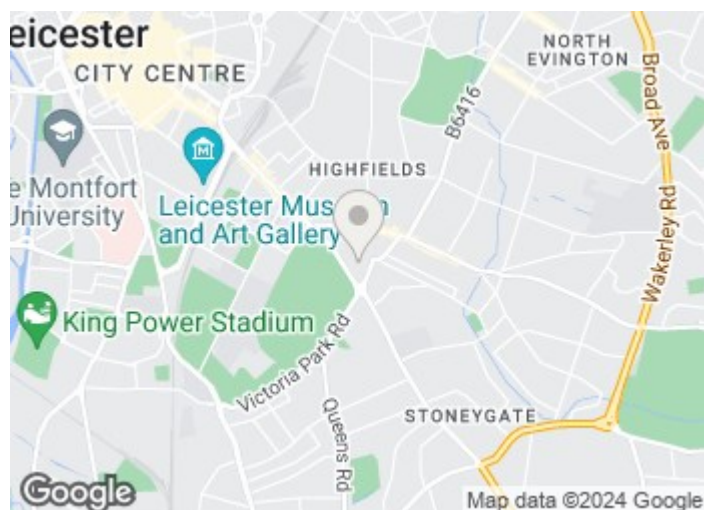 eicester
CITY CENTRE
NORTH
EVINGTON
Broad Ave
B6416
HIGHFIELDS
e Montfort
University
Leicester Museum
and Art Gallery
Wakerley Rd
King Power Stadium
Victoria Park Rd
Queens Rd
STONEYGATE
Google
Map data ©2024 Google